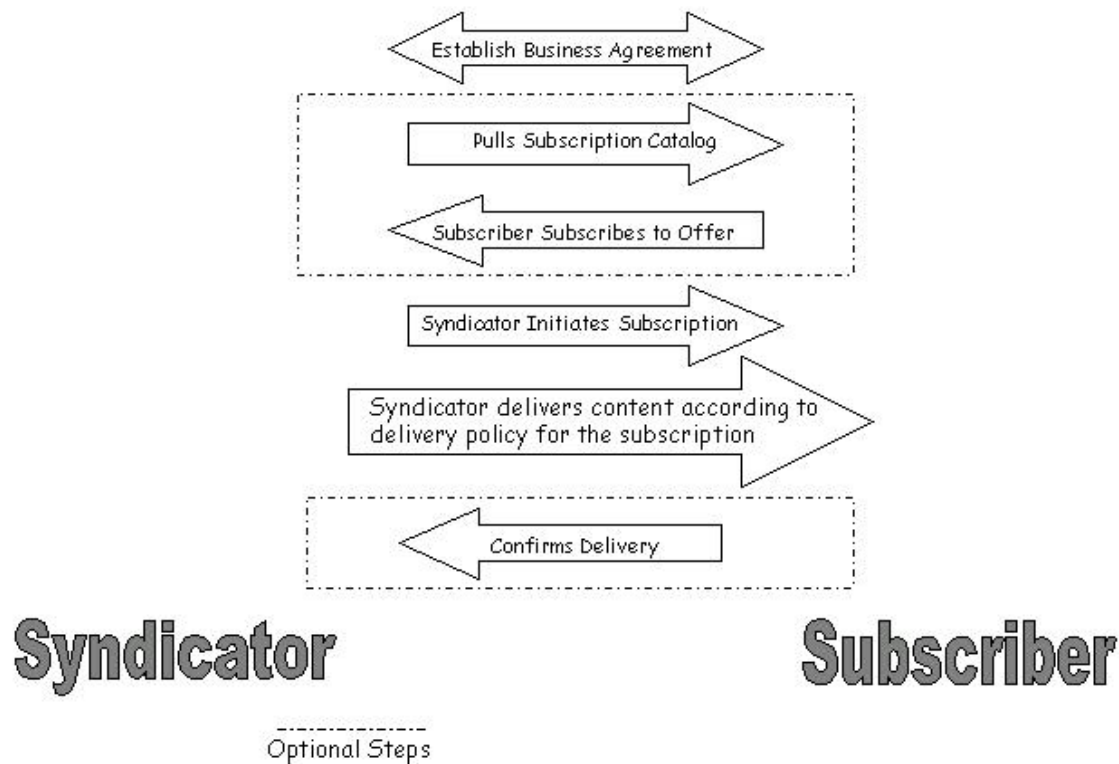 Establish Business Agreement
Pulls Subscription Catalog
Subscriber Subscribes to Offer
Syndicator Initiates Subscription
Syndicator delivers content according to
delivery policy for the subscription
Confirms Delivery
Syndicator
Subscriber
Optional Steps